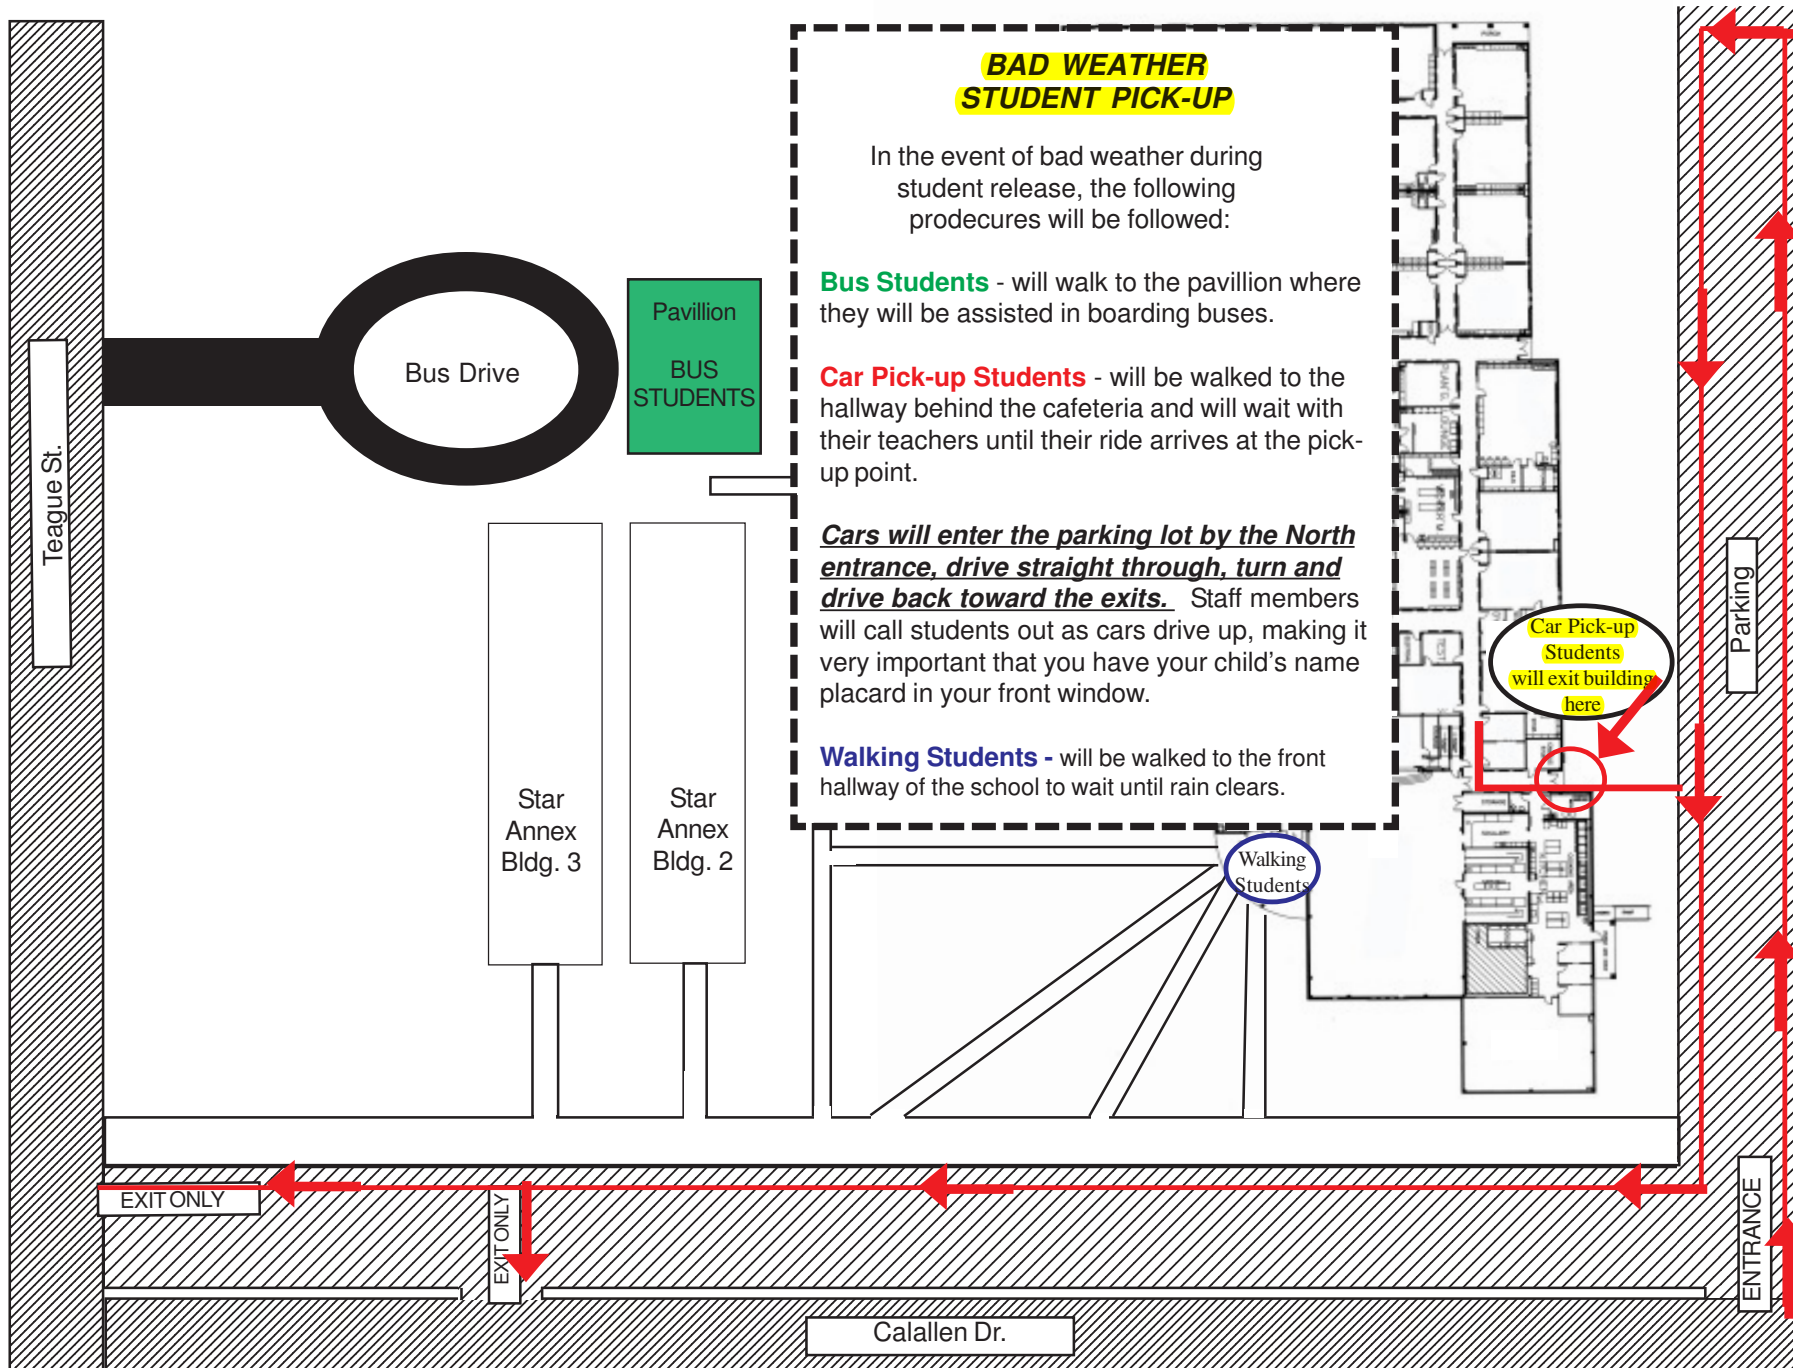 BAD WEATHER
STUDENT PICK-UP
In the event of bad weather during
student release, the following
prodecures will be followed:
Bus Students - will walk to the pavillion where
they will be assisted in boarding buses.
Car Pick-up Students - will be walked to the
hallway behind the cafeteria and will wait with
their teachers until their ride arrives at the pick-
up point.
Cars will enter the parking lot by the North
entrance, drive straight through, turn and
drive back toward the exits. Staff members
will call students out as cars drive up, making it
very important that you have your child's name
placard in your front window.
Walking Students - will be walked to the front
hallway of the school to wait until rain clears.
Teague St.
Bus Drive
Pavillion
BUS
STUDENTS
Star
Annex
Bldg. 3
Star
Annex
Bldg. 2
Walking
Students
Car Pick-up
Students
will exit building
here
Parking
EXIT ONLY
EXIT ONLY
ENTRANCE
Calallen Dr.